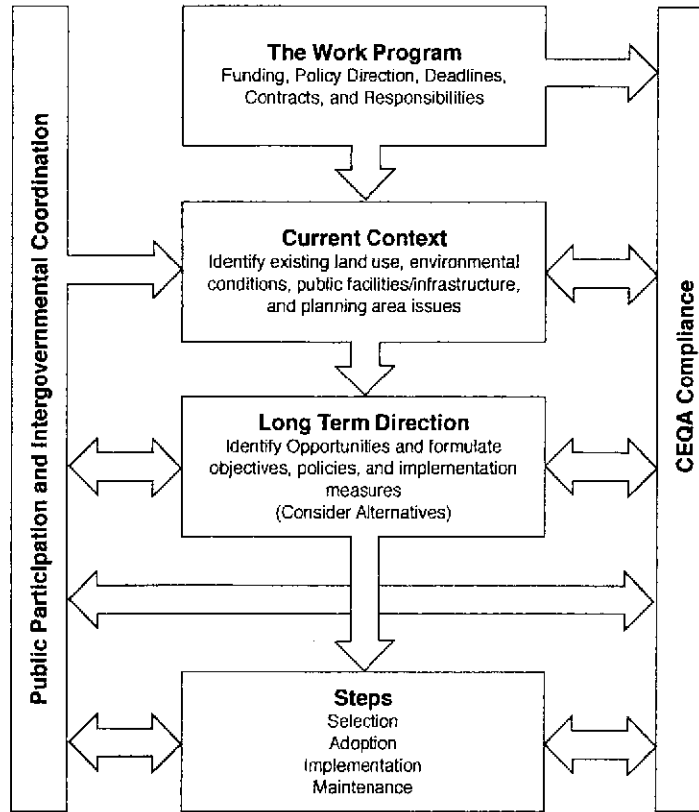 Public Participation and Intergovernmental Coordination
The Work Program
Funding, Policy Direction, Deadlines,
Contracts, and Responsibilities
Current Context
Identify existing land use, environmental
conditions, public facilities/infrastructure,
and planning area issues
Long Term Direction
Identify Opportunities and formulate
objectives, policies, and implementation
measures
(Consider Alternatives)
Steps
Selection
Adoption
Implementation
Maintenance
CEQA Compliance